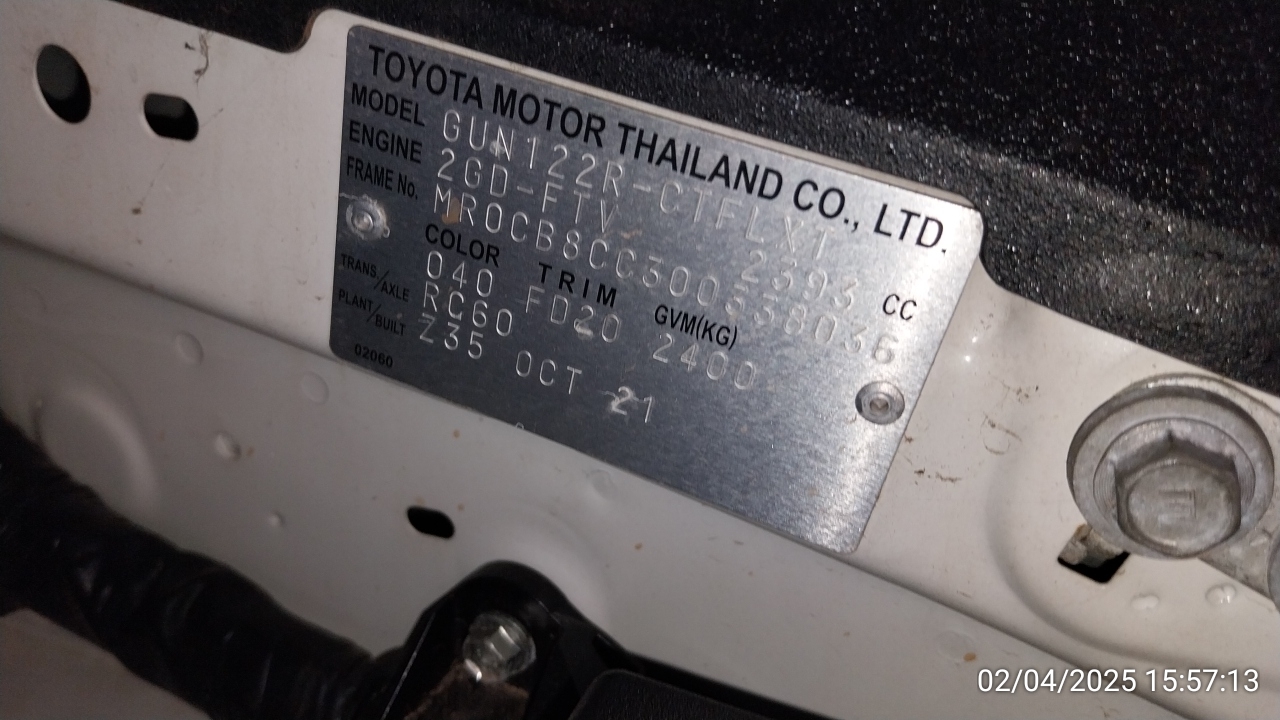 TOYOTA MOTOR THAILAND CO., LTD.
MODEL GUN122R-CTFLXT
ENGINE 2GD-FTV 2393 CC
FRAME No. MR0CB8CC300338036
COLOR TRIM GVM(KG)
040 FD20 2400
TRANS/AXLE RC60
PLANT/BUILT Z35 OCT 21
02060
02/04/2025 15:57:13